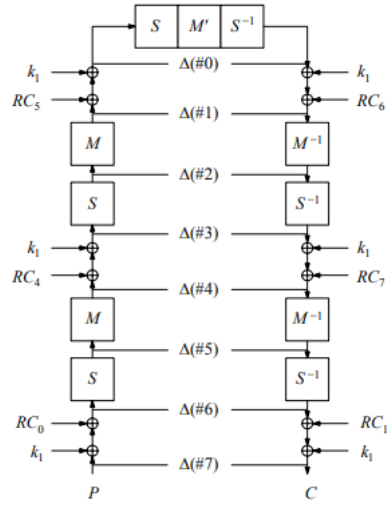 S M′ S⁻¹
k₁ Δ(#0) k₁
RC₅ RC₆
Δ(#1)
M M⁻¹
Δ(#2)
S S⁻¹
Δ(#3)
k₁ k₁
RC₄ RC₇
Δ(#4)
M M⁻¹
Δ(#5)
S S⁻¹
Δ(#6)
RC₀ RC₁
k₁ k₁
Δ(#7)
P C